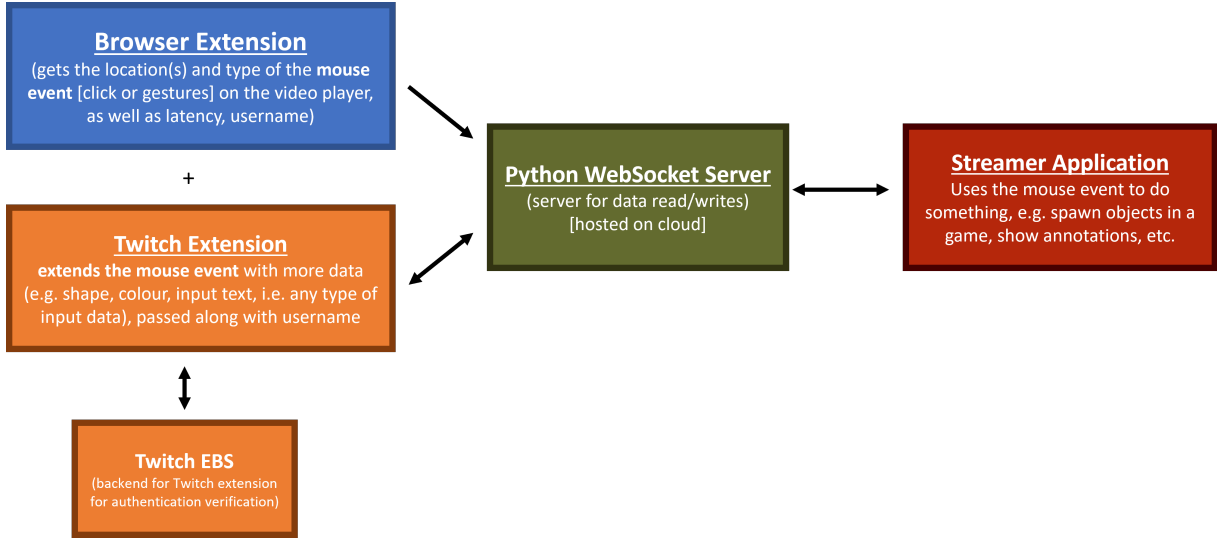 Browser Extension
(gets the location(s) and type of the mouse
event [click or gestures] on the video player,
as well as latency, username)
+
Twitch Extension
extends the mouse event with more data
(e.g. shape, colour, input text, i.e. any type of
input data), passed along with username
Twitch EBS
(backend for Twitch extension
for authentication verification)
Python WebSocket Server
(server for data read/writes)
[hosted on cloud]
Streamer Application
Uses the mouse event to do
something, e.g. spawn objects in a
game, show annotations, etc.